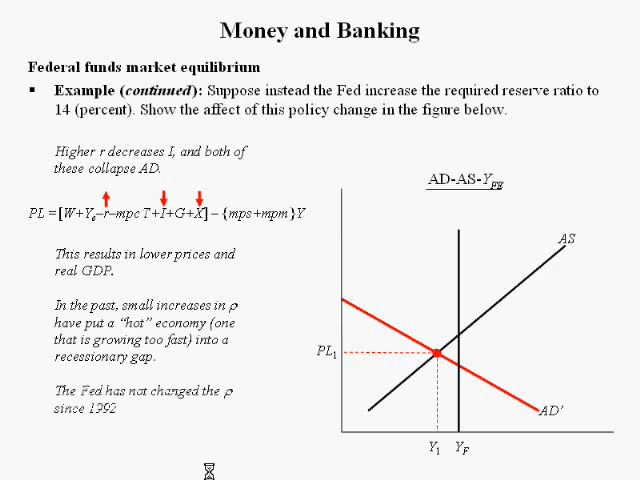 Money and Banking
Federal funds market equilibrium
▪ Example (continued): Suppose instead the Fed increase the required reserve ratio to
14 (percent). Show the affect of this policy change in the figure below.
Higher r decreases I, and both of
these collapse AD.
PL = [W+Ye–r–mpc T+I+G+X] – {mps+mpm}Y
This results in lower prices and
real GDP.
In the past, small increases in ρ
have put a “hot” economy (one
that is growing too fast) into a
recessionary gap.
The Fed has not changed the ρ
since 1992
AD-AS-YFE
AS
PL1
AD'
Y1 YF